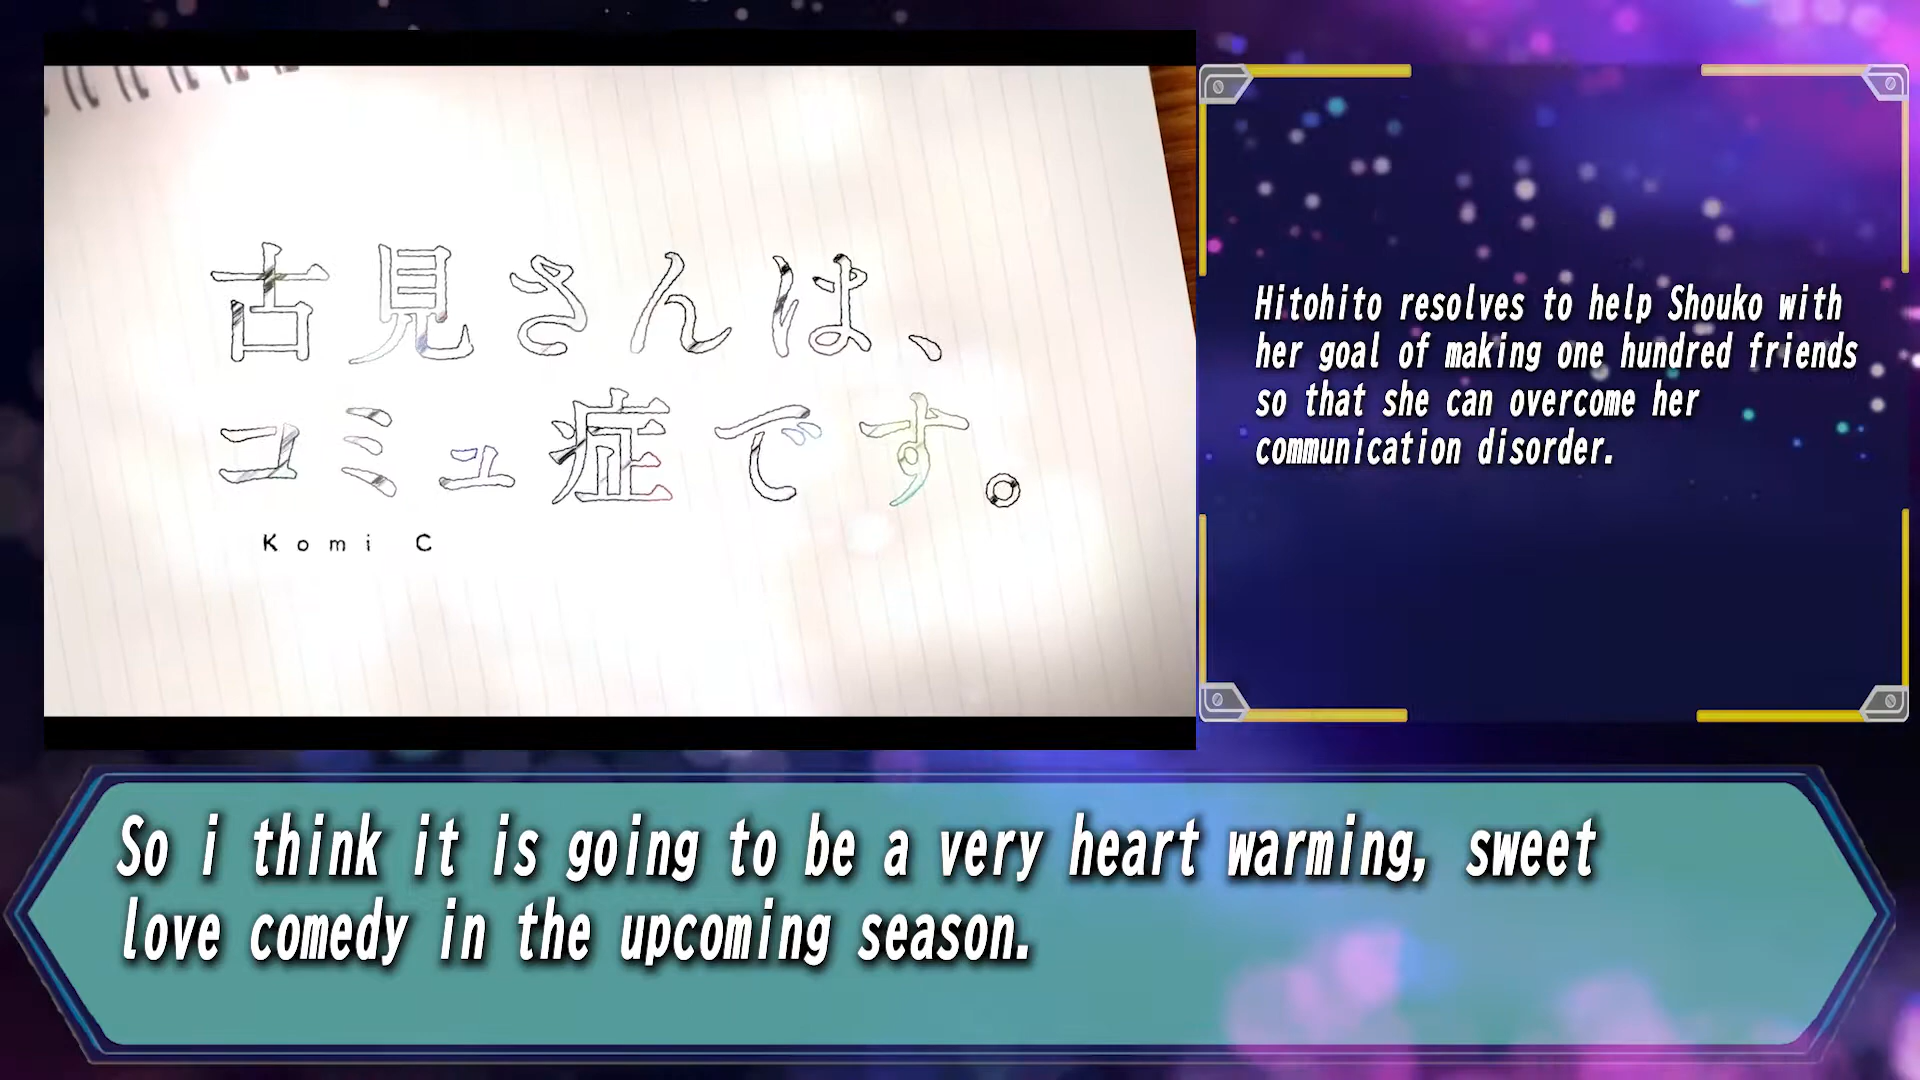 古見さんは、
コミュ症です。
Komi C
Hitohito resolves to help Shouko with
her goal of making one hundred friends
so that she can overcome her
communication disorder.
So i think it is going to be a very heart warming, sweet
love comedy in the upcoming season.